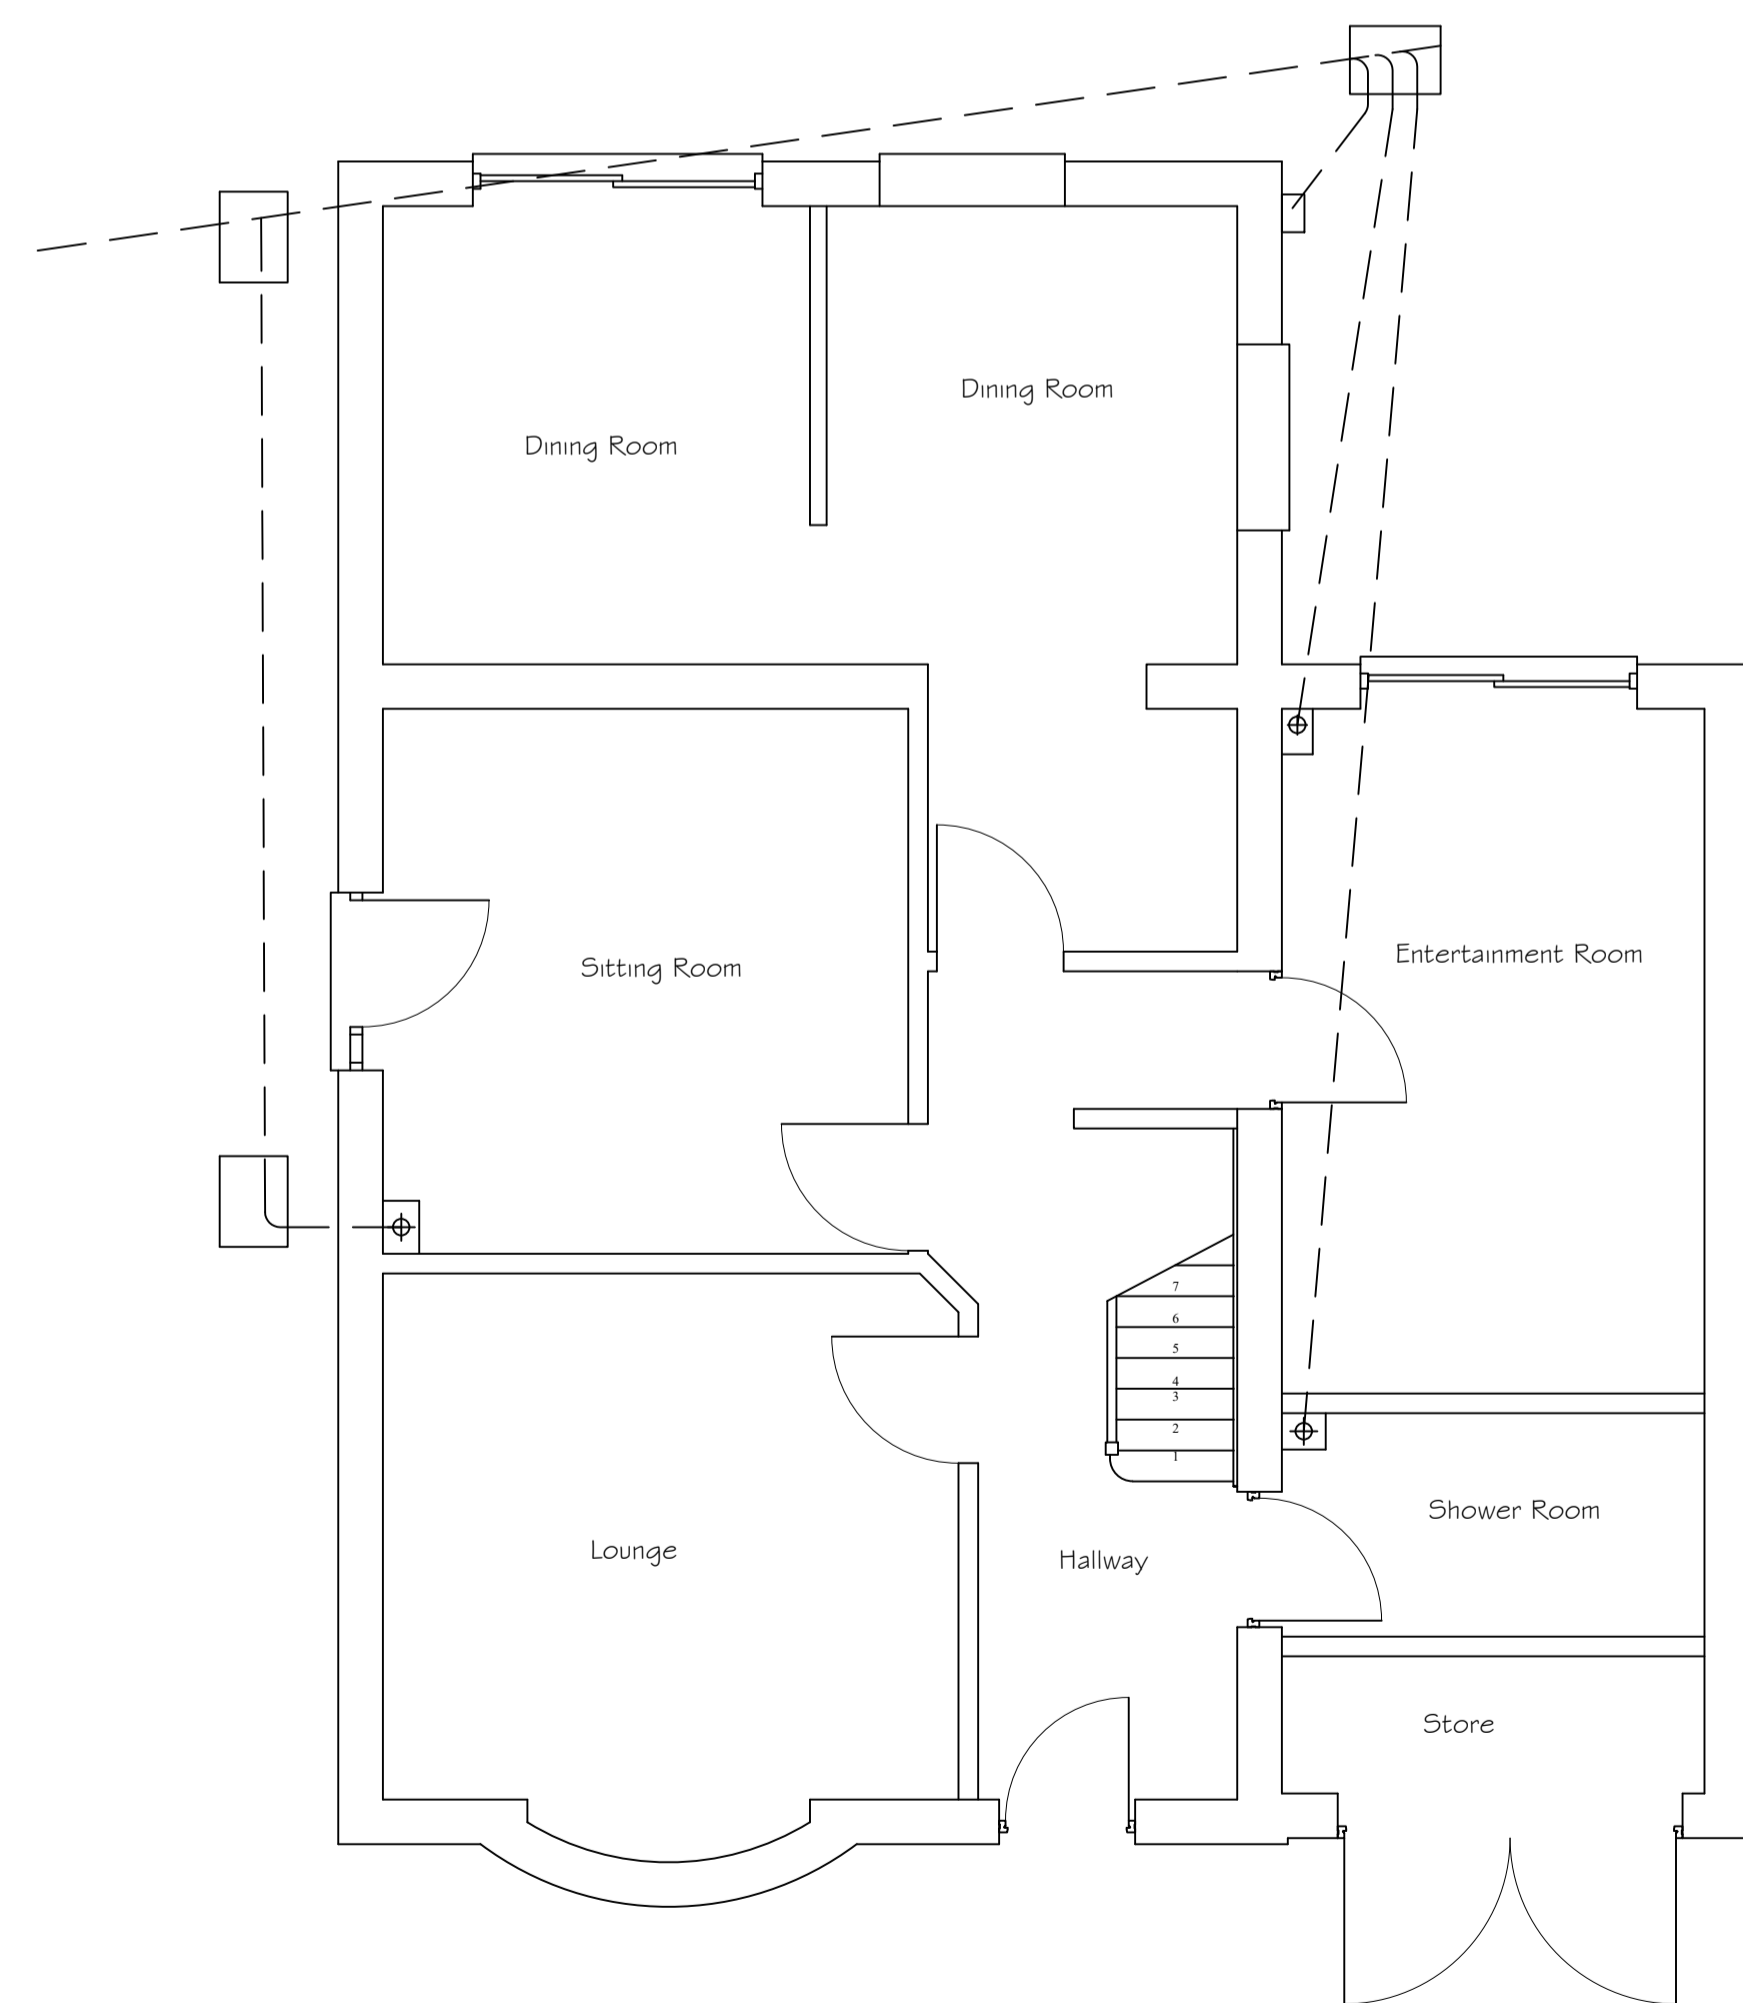 Dining Room
Dining Room
Sitting Room
Entertainment Room
7
6
5
4
3
2
1
Shower Room
Lounge
Hallway
Store